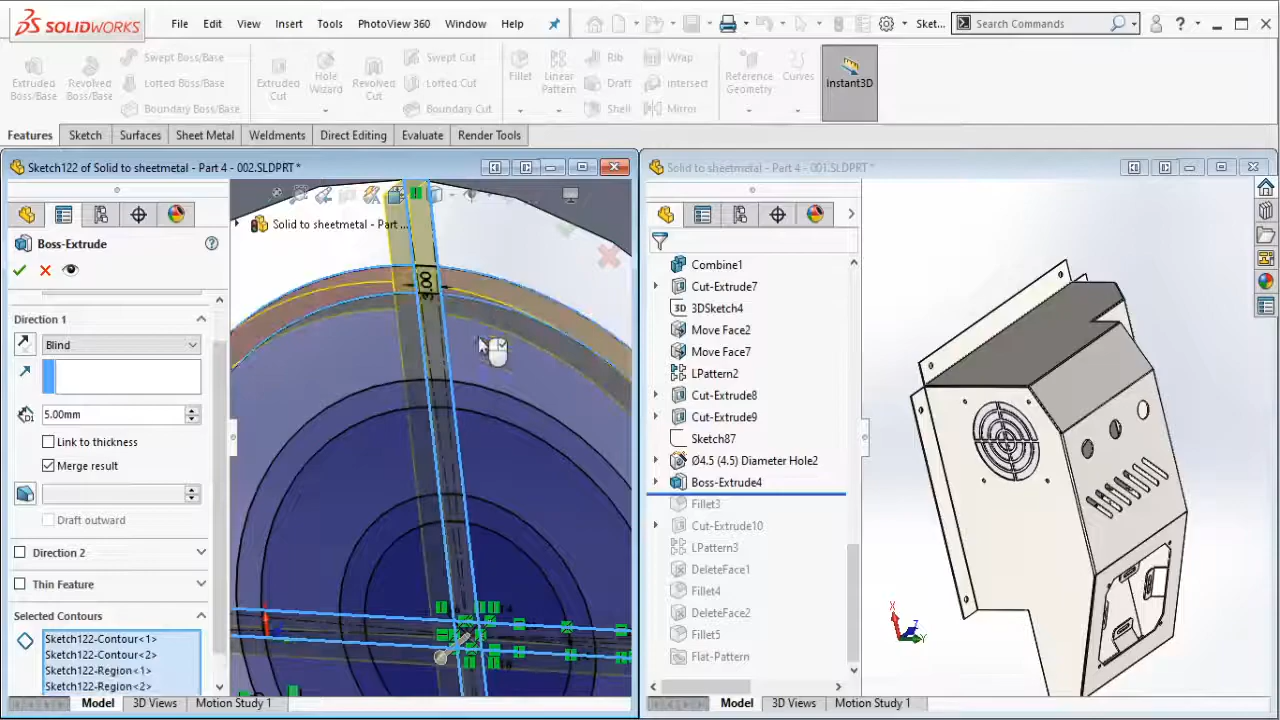 SOLIDWORKS File Edit View Insert Tools PhotoView 360 Window Help Sket... Search Commands
Extruded Boss/Base Revolved Boss/Base Swept Boss/Base Lofted Boss/Base Boundary Boss/Base Extruded Cut Hole Wizard Revolved Cut Swept Cut Lofted Cut Boundary Cut Fillet Linear Pattern Rib Draft Shell Wrap Intersect Mirror Reference Geometry Curves Instant3D
Features Sketch Surfaces Sheet Metal Weldments Direct Editing Evaluate Render Tools
Sketch122 of Solid to sheetmetal - Part 4 - 002.SLDPRT *
Solid to sheetmetal - Part ...
Boss-Extrude
Direction 1
Blind
5.00mm
Link to thickness
Merge result
Draft outward
Direction 2
Thin Feature
Selected Contours
Sketch122-Contour<1>
Sketch122-Contour<2>
Sketch122-Region<1>
Sketch122-Region<2>
3.00
Model 3D Views Motion Study 1
Solid to sheetmetal - Part 4 - 001.SLDPRT *
Combine1
Cut-Extrude7
3D 3DSketch4
Move Face2
Move Face7
LPattern2
Cut-Extrude8
Cut-Extrude9
Sketch87
Ø4.5 (4.5) Diameter Hole2
Boss-Extrude4
Fillet3
Cut-Extrude10
LPattern3
DeleteFace1
Fillet4
DeleteFace2
Fillet5
Flat-Pattern
X Z Y
Model 3D Views Motion Study 1